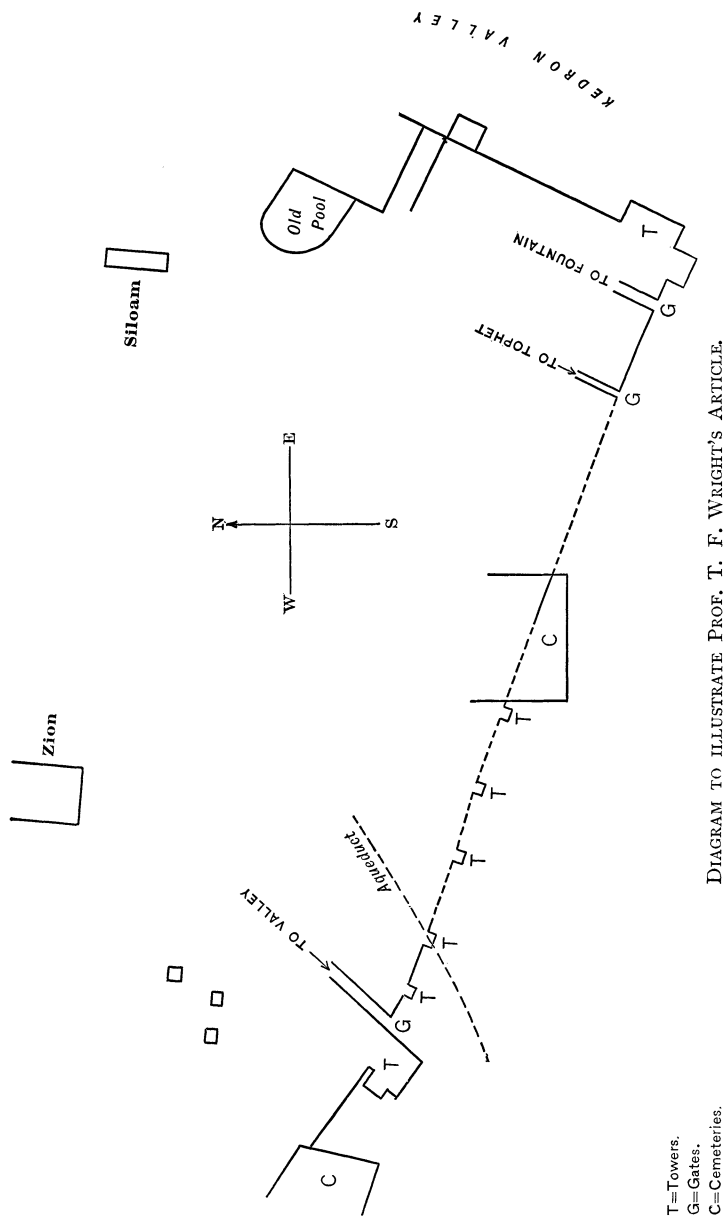 KEDRON VALLEY
Old
Pool
Siloam
T
TO FOUNTAIN
G
TO TOPHET
G
N
E
S
W
C
Zion
T
T
T
Aqueduct
T
T
TO VALLEY
G
T
C
T=Towers.
G=Gates.
C=Cemeteries.
DIAGRAM TO ILLUSTRATE PROF. T. F. WRIGHT'S ARTICLE.